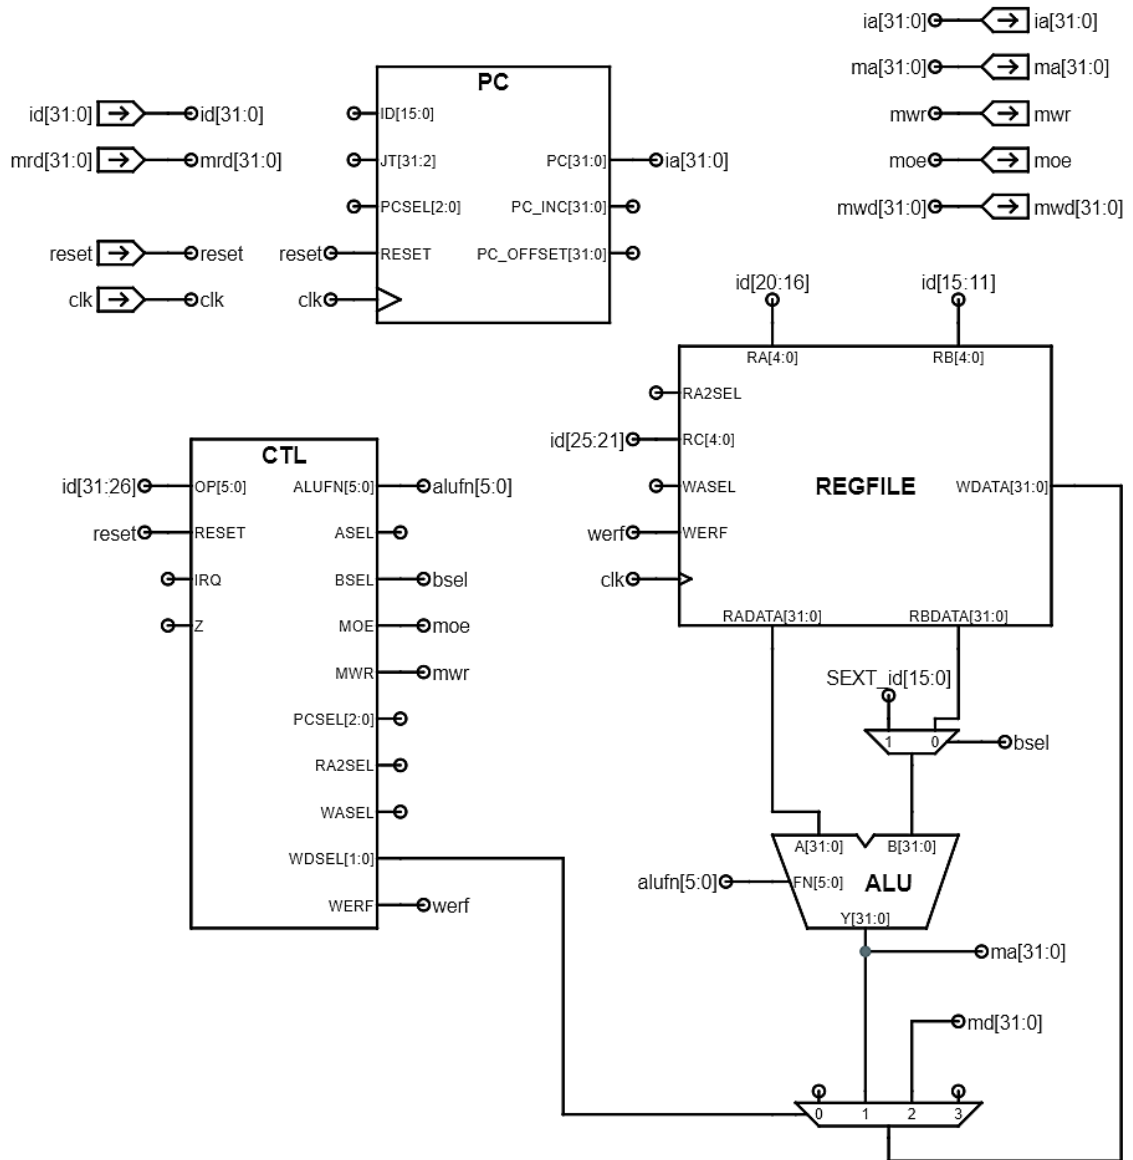 ia[31:0] ia[31:0]
ma[31:0] ma[31:0]
mwr mwr
moe moe
mwd[31:0] mwd[31:0]
id[31:0] id[31:0]
mrd[31:0] mrd[31:0]
reset reset
clk clk
PC
ID[15:0]
JT[31:2] PC[31:0] ia[31:0]
PCSEL[2:0] PC_INC[31:0]
reset RESET PC_OFFSET[31:0]
clk
id[20:16] id[15:11]
RA[4:0] RB[4:0]
RA2SEL
id[25:21] RC[4:0]
WASEL REGFILE WDATA[31:0]
werf WERF
clk
RADATA[31:0] RBDATA[31:0]
CTL
id[31:26] OP[5:0] ALUFN[5:0] alufn[5:0]
reset RESET ASEL
IRQ BSEL bsel
Z MOE moe
MWR mwr
PCSEL[2:0]
RA2SEL
WASEL
WDSEL[1:0]
WERF werf
SEXT_id[15:0]
1 0 bsel
A[31:0] B[31:0]
alufn[5:0] FN[5:0] ALU
Y[31:0]
ma[31:0]
md[31:0]
0 1 2 3